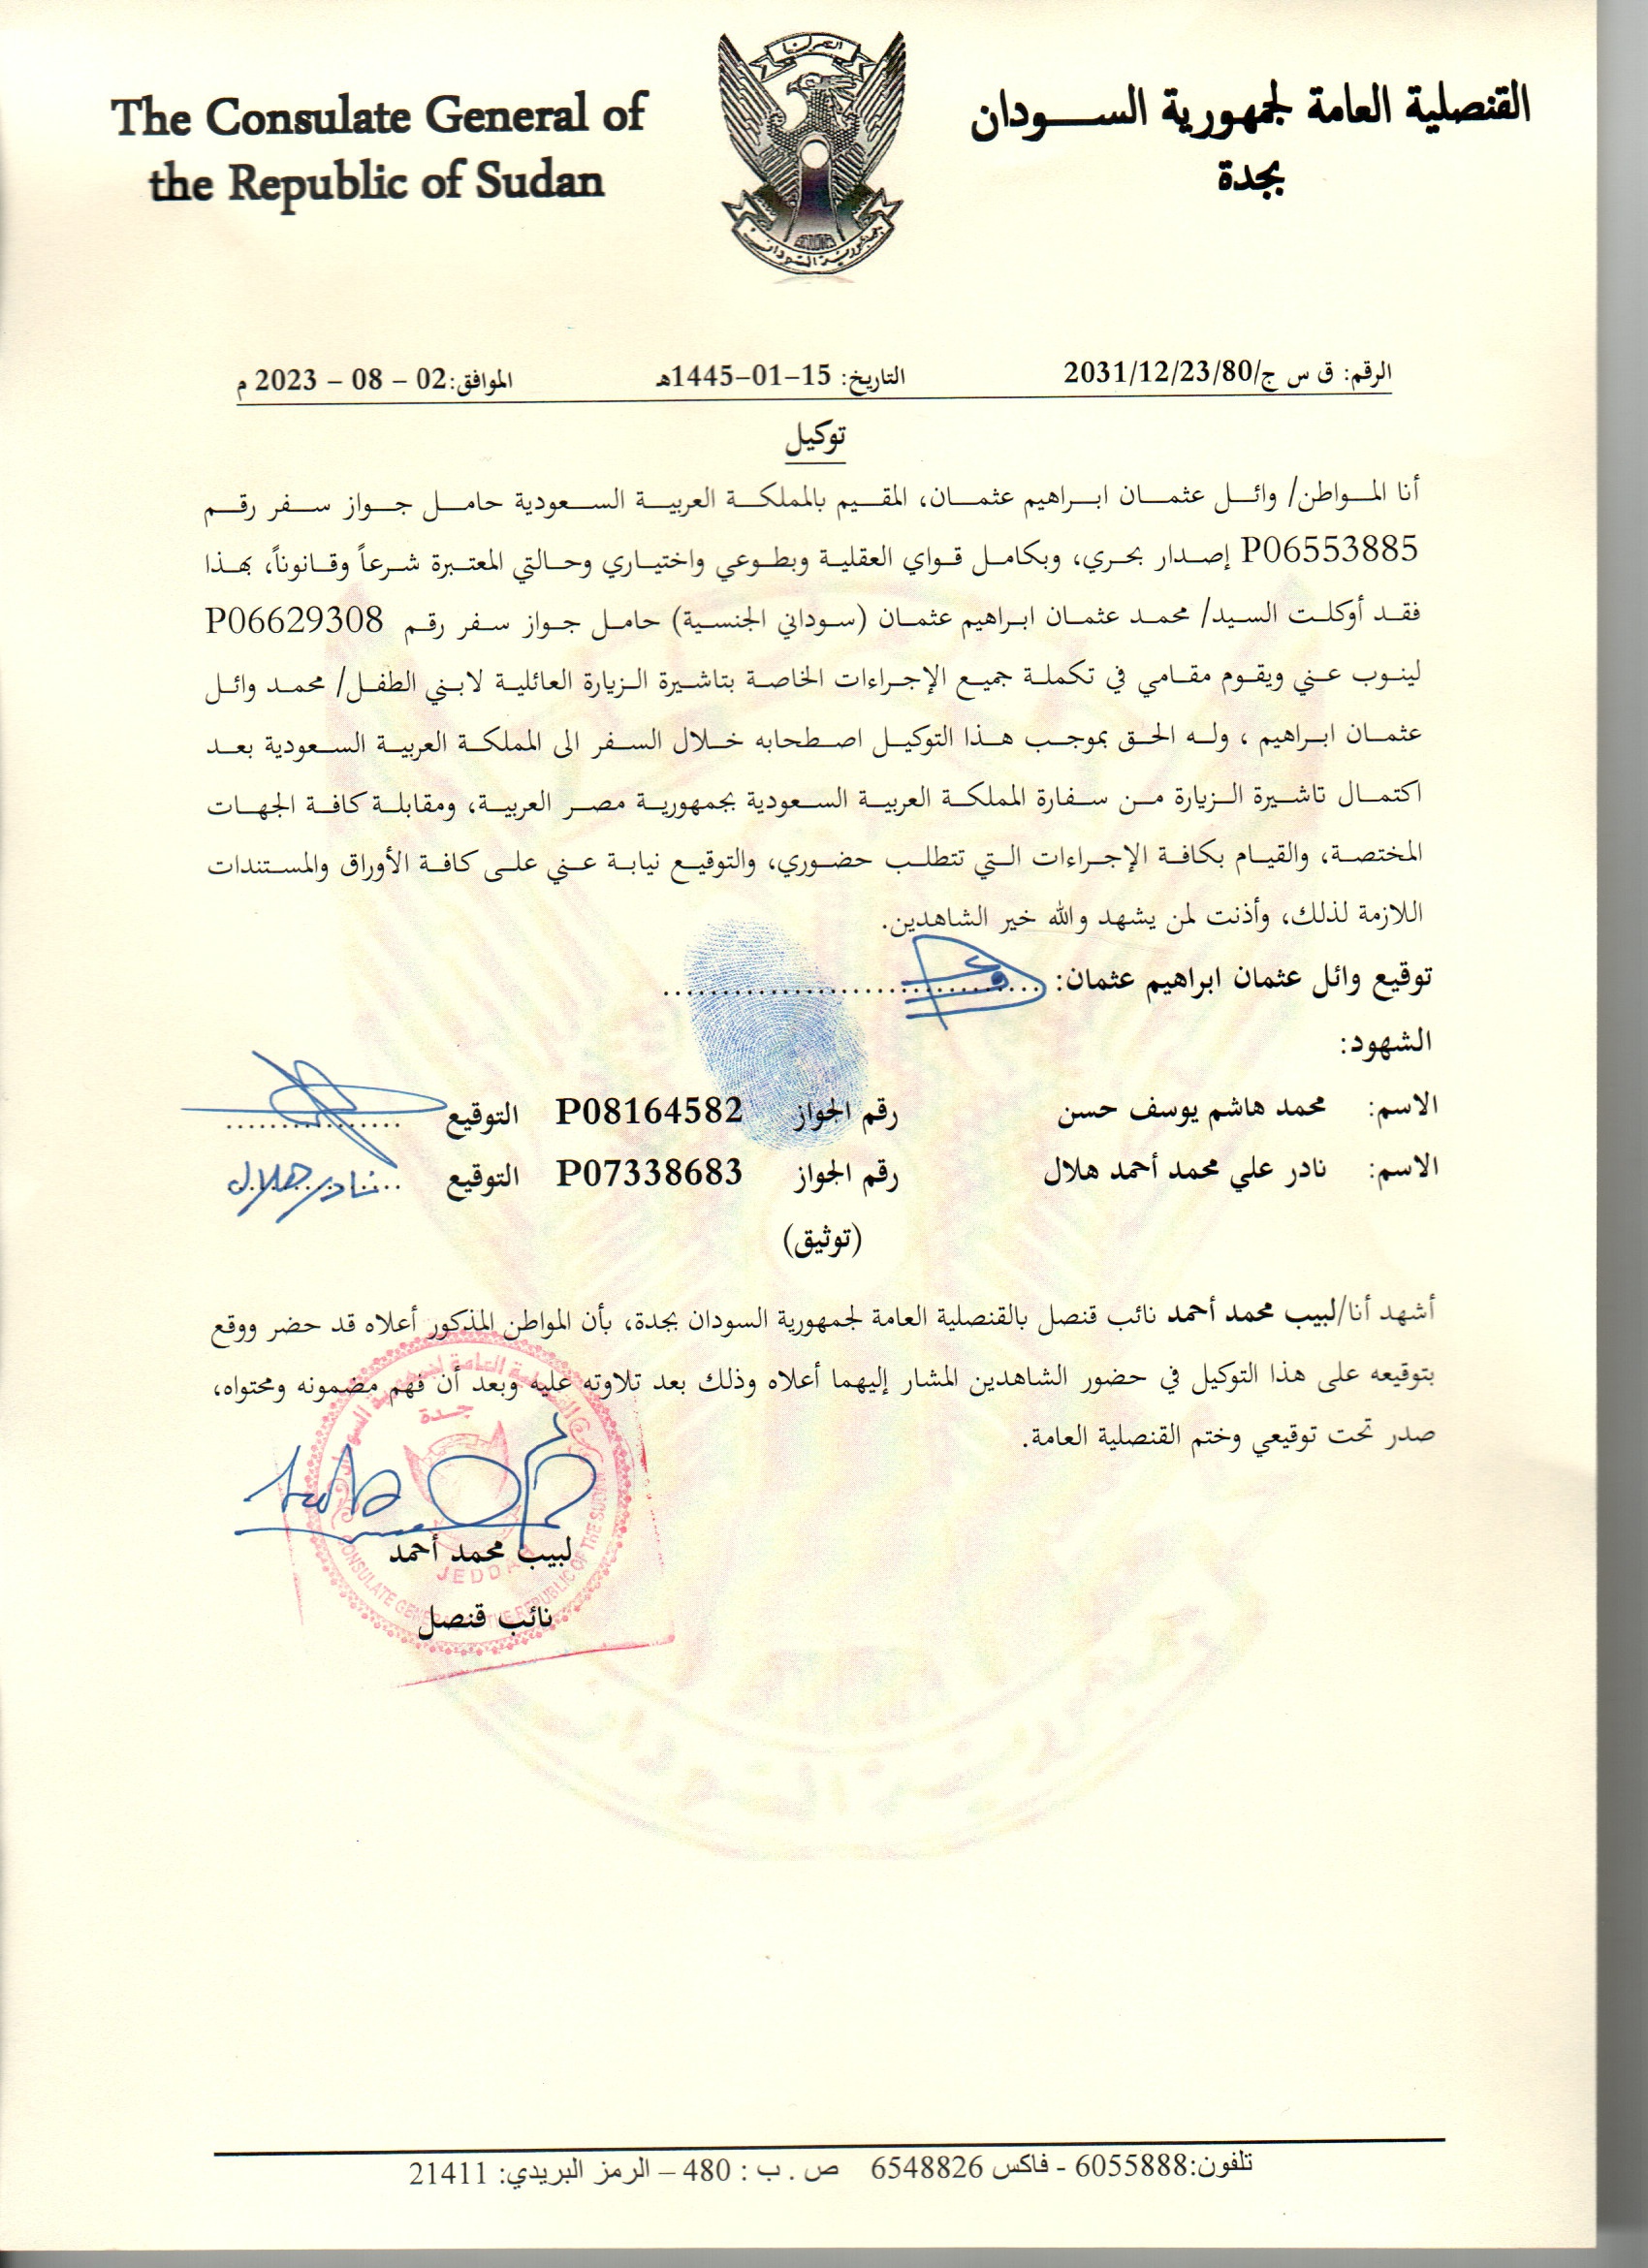 The Consulate General of
the Republic of Sudan
القنصلية العامة لجمهورية الســـــودان
بجدة
النصر لنا
جمهورية السودان
الرقم: ق س ج/2031/12/23/80 التاريخ: 15-01-1445هـ الموافق:02 – 08 – 2023 م
توكيل
أنا المواطن/ وائل عثمان ابراهيم عثمان، المقيم بالمملكة العربية السعودية حامل جواز سفر رقم
P06553885 إصدار بحري، وبكامل قواي العقلية وبطوعي واختياري وحالتي المعتبرة شرعاً وقانوناً، بهذا
فقد أوكلت السيد/ محمد عثمان ابراهيم عثمان (سوداني الجنسية) حامل جواز سفر رقم P06629308
لينوب عني ويقوم مقامي في تكملة جميع الإجراءات الخاصة بتاشيرة الزيارة العائلية لابني الطفل/ محمد وائل
عثمان ابراهيم ، وله الحق بموجب هذا التوكيل اصطحابه خلال السفر الى المملكة العربية السعودية بعد
اكتمال تاشيرة الزيارة من سفارة المملكة العربية السعودية بجمهورية مصر العربية، ومقابلة كافة الجهات
المختصة، والقيام بكافة الإجراءات التي تتطلب حضوري، والتوقيع نيابة عني على كافة الأوراق والمستندات
اللازمة لذلك، وأذنت لمن يشهد والله خير الشاهدين.
توقيع وائل عثمان ابراهيم عثمان: ....................................
الشهود:
الاسم: محمد هاشم يوسف حسن رقم الجواز P08164582 التوقيع ................
الاسم: نادر علي محمد أحمد هلال رقم الجواز P07338683 التوقيع نادر هلال
(توثيق)
أشهد أنا/لبيب محمد أحمد نائب قنصل بالقنصلية العامة لجمهورية السودان بجدة، بأن المواطن المذكور أعلاه قد حضر ووقع
بتوقيعه على هذا التوكيل في حضور الشاهدين المشار إليهما أعلاه وذلك بعد تلاوته عليه وبعد أن فهم مضمونه ومحتواه،
صدر تحت توقيعي وختم القنصلية العامة.
جدة
JEDDAH
لبيب محمد أحمد
نائب قنصل
تلفون:6055888 - فاكس 6548826 ص . ب : 480 – الرمز البريدي: 21411